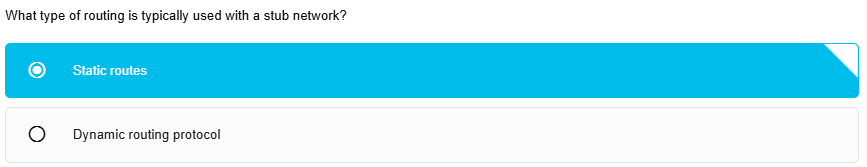 What type of routing is typically used with a stub network?
Static routes
Dynamic routing protocol